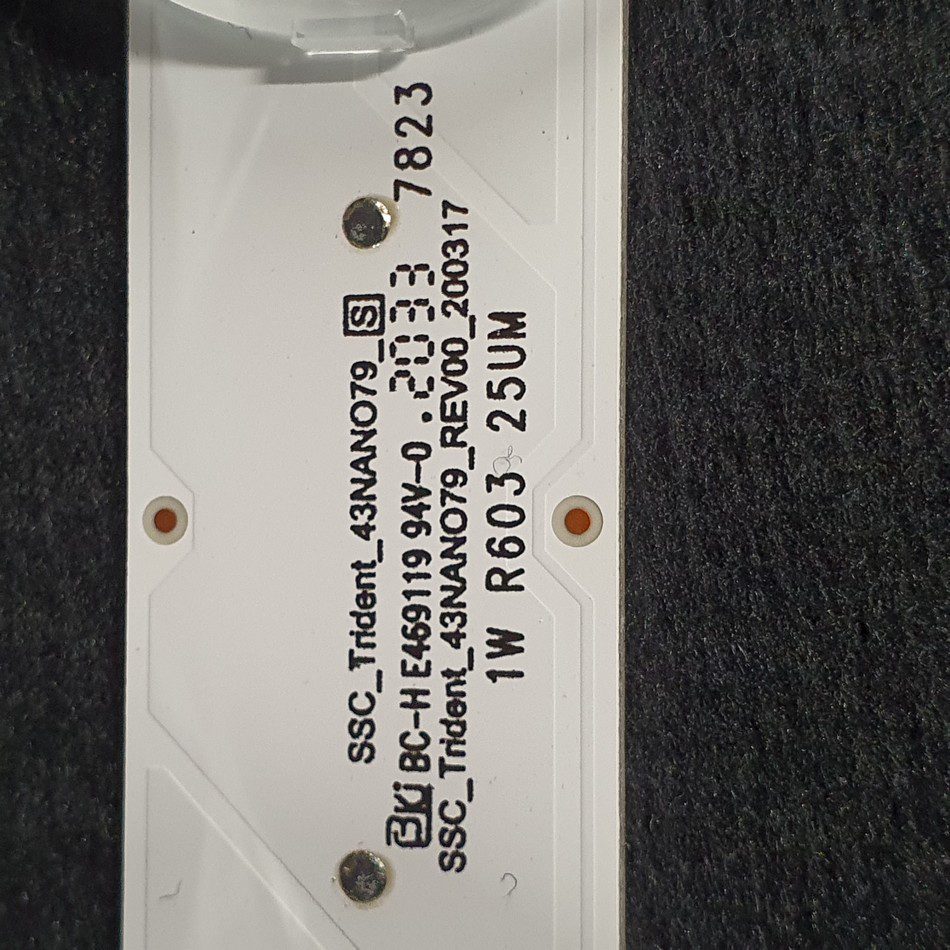 SSC_Trident_43NANO79_S
BC-H E469119 94V-0 . 2033 7823
SSC_Trident_43NANO79_REV00_200317
1W R603 25UM